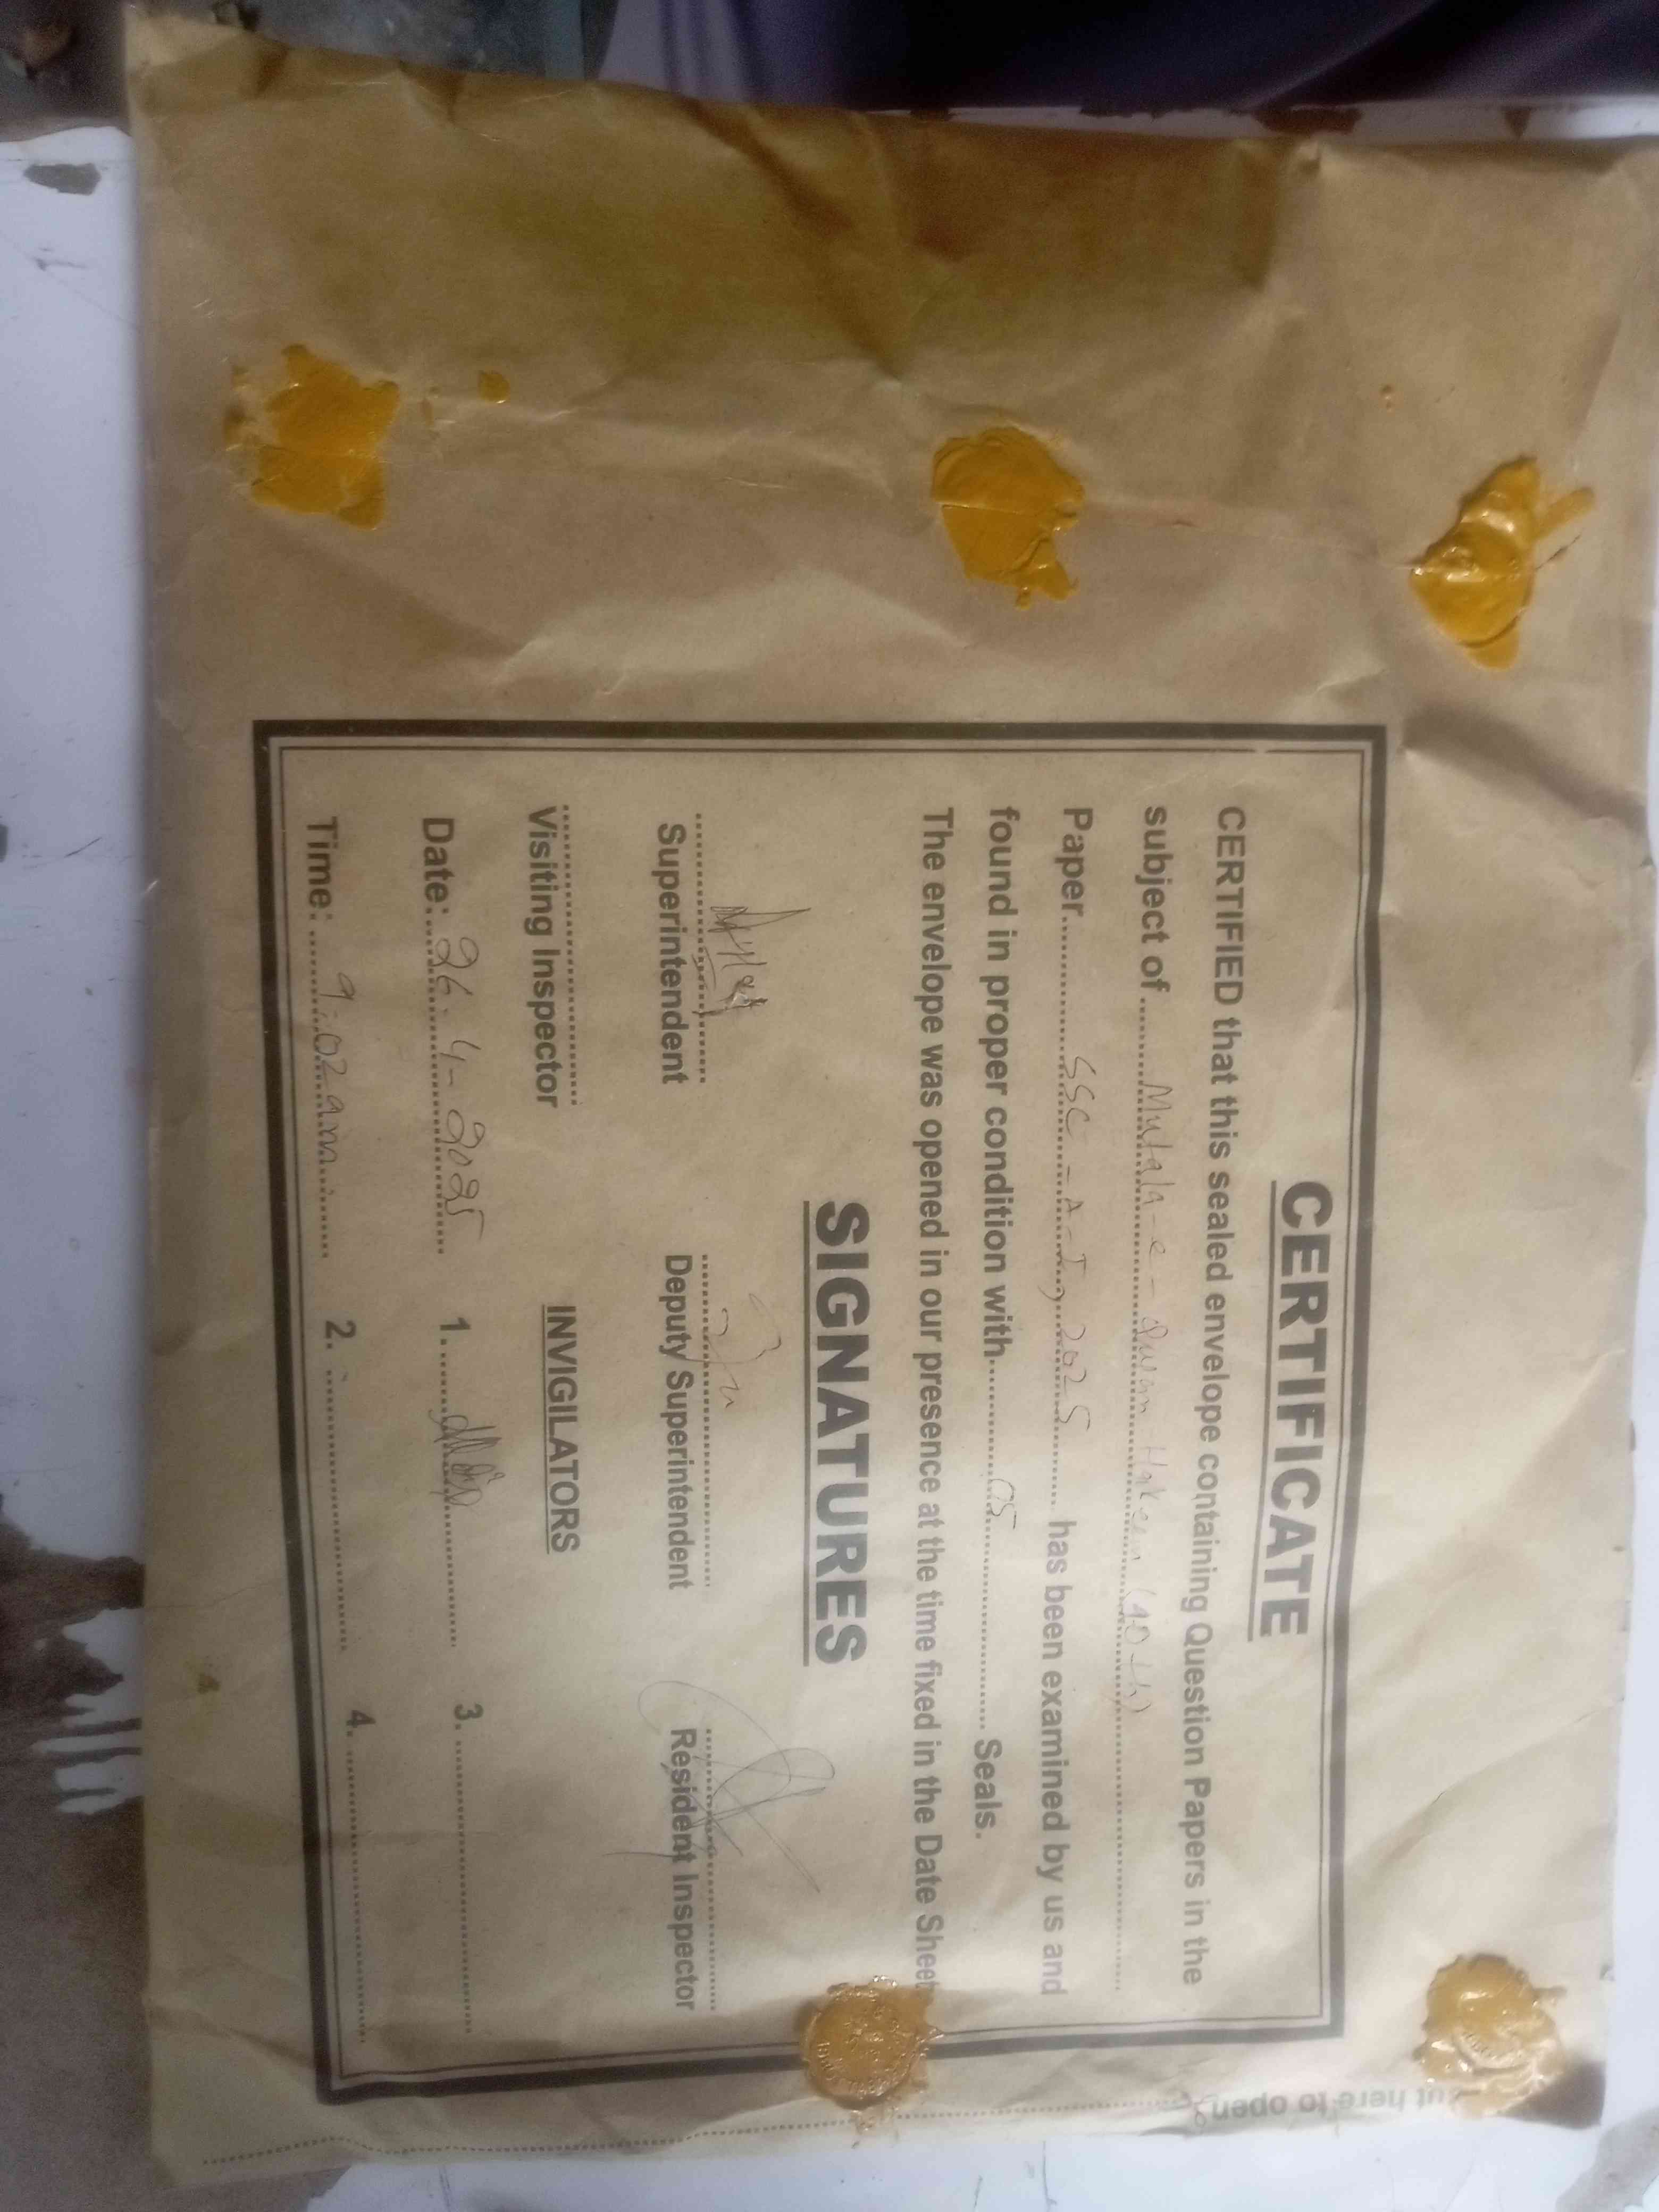 CERTIFICATE
CERTIFIED that this sealed envelope containing Question Papers in the
subject of ........ Mutala-e-Quran-Hakeem (10th)
Paper........ SSC-A-I, 2025 ........ has been examined by us and
found in proper condition with........ 05 ........ Seals.
The envelope was opened in our presence at the time fixed in the Date Sheet
SIGNATURES
Superintendent Deputy Superintendent Resident Inspector
Visiting Inspector INVIGILATORS
Date: 26-4-2025 1. 3.
Time: 9:02 am 2. 4.
here to open